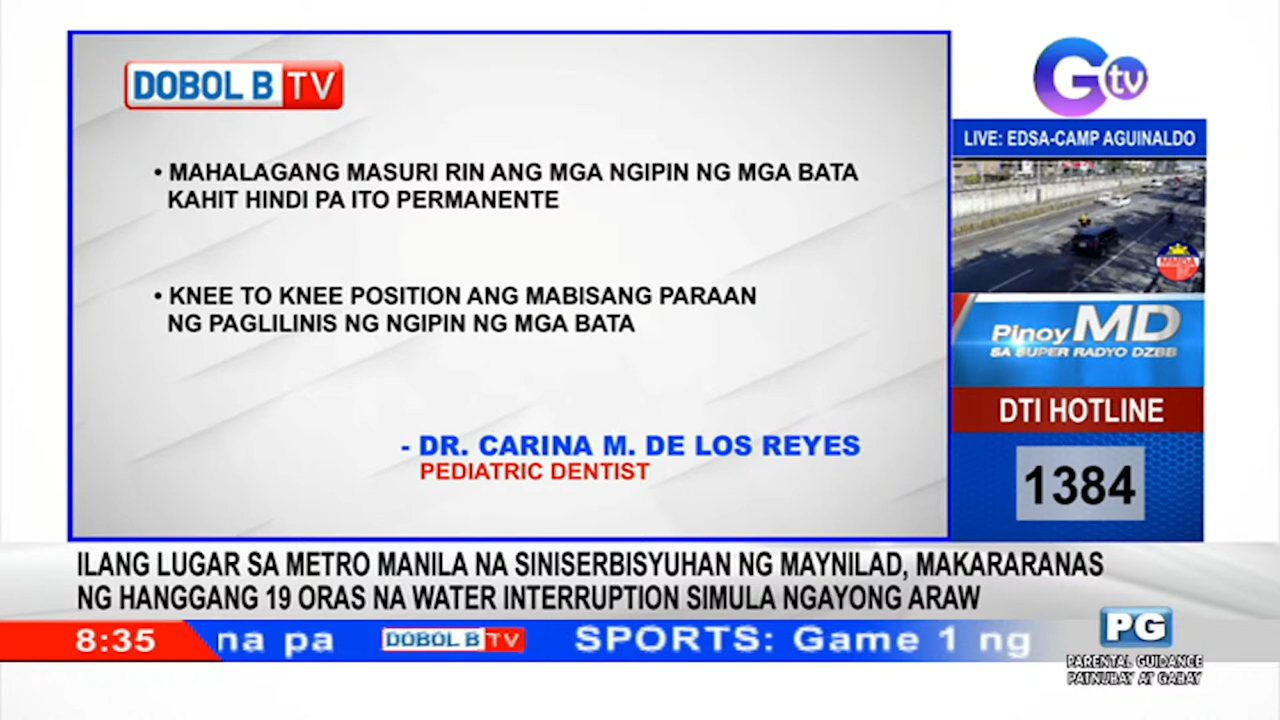 DOBOL B TV
• MAHALAGANG MASURI RIN ANG MGA NGIPIN NG MGA BATA
KAHIT HINDI PA ITO PERMANENTE
• KNEE TO KNEE POSITION ANG MABISANG PARAAN
NG PAGLILINIS NG NGIPIN NG MGA BATA
- DR. CARINA M. DE LOS REYES
PEDIATRIC DENTIST
Gtv
LIVE: EDSA-CAMP AGUINALDO
MMDA
Pinoy MD
SA SUPER RADYO DZBB
DTI HOTLINE
1384
ILANG LUGAR SA METRO MANILA NA SINISERBISYUHAN NG MAYNILAD, MAKARARANAS
NG HANGGANG 19 ORAS NA WATER INTERRUPTION SIMULA NGAYONG ARAW
8:35 na pa DOBOL B TV SPORTS: Game 1 ng
PG
PARENTAL GUIDANCE
PATNUBAY AT GABAY